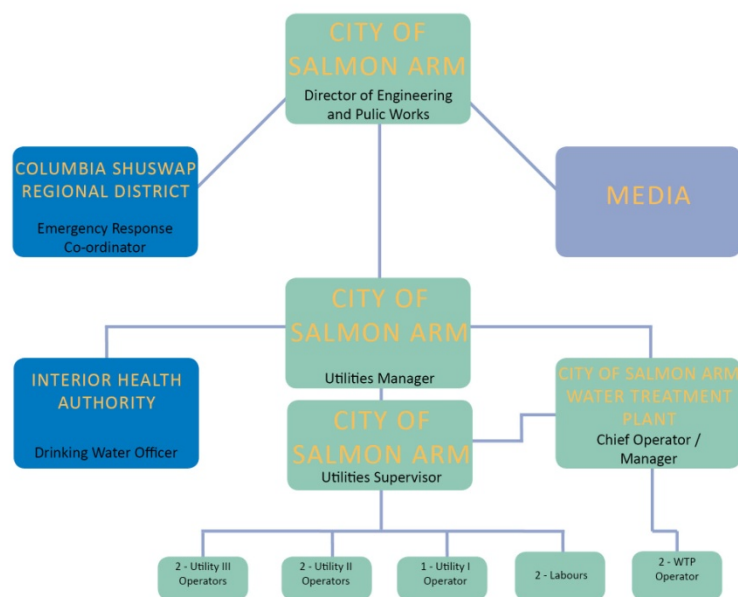 CITY OF
SALMON ARM
Director of Engineering
and Pulic Works
COLUMBIA SHUSWAP
REGIONAL DISTRICT
Emergency Response
Co-ordinator
MEDIA
CITY OF
SALMON ARM
Utilities Manager
INTERIOR HEALTH
AUTHORITY
Drinking Water Officer
CITY OF SALMON ARM
WATER TREATMENT
PLANT
Chief Operator /
Manager
CITY OF
SALMON ARM
Utilities Supervisor
2 - Utility III
Operators
2 - Utility II
Operators
1 - Utility I
Operator
2 - Labours
2 - WTP
Operator